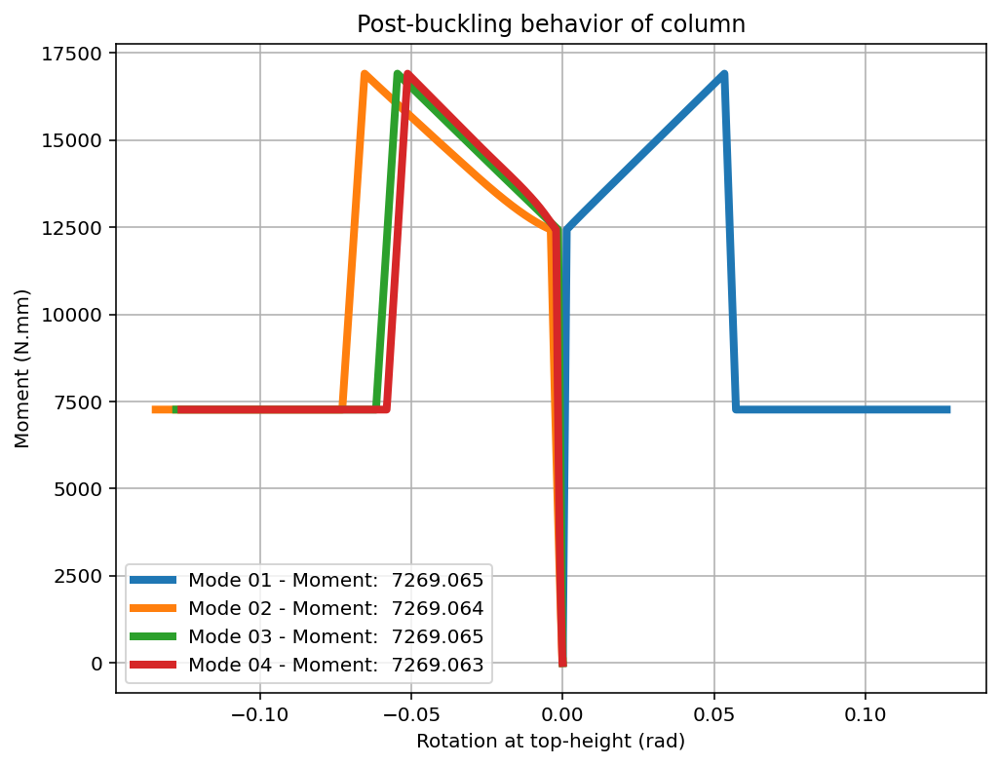 Post-buckling behavior of column
17500
15000
12500
10000
7500
5000
2500
0
Moment (N.mm)
Mode 01 - Moment:  7269.065
Mode 02 - Moment:  7269.064
Mode 03 - Moment:  7269.065
Mode 04 - Moment:  7269.063
−0.10 −0.05 0.00 0.05 0.10
Rotation at top-height (rad)